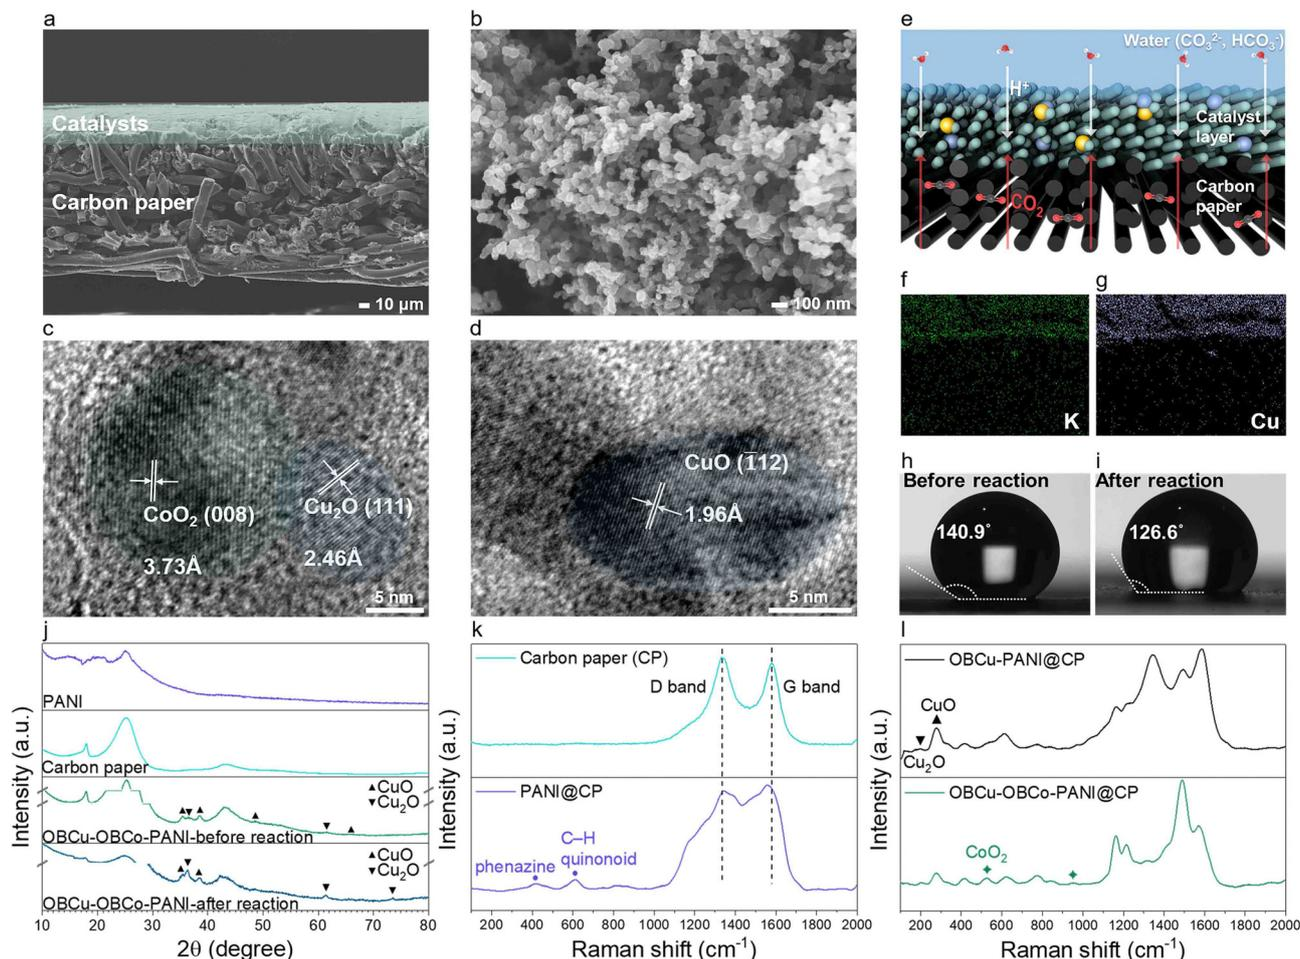 a
Catalysts
Carbon paper
10 µm
b
100 nm
e
Water (CO₃²⁻, HCO₃⁻)
H⁺
Catalyst
layer
CO₂
Carbon
paper
c
CoO₂ (008)
3.73Å
Cu₂O (111)
2.46Å
5 nm
d
CuO (1̅12)
1.96Å
5 nm
f
K
g
Cu
h
Before reaction
140.9°
i
After reaction
126.6°
j
PANI
Carbon paper
▲CuO
▼Cu₂O
OBCu-OBCo-PANI-before reaction
▲CuO
▼Cu₂O
OBCu-OBCo-PANI-after reaction
Intensity (a.u.)
10 20 30 40 50 60 70 80
2θ (degree)
k
Carbon paper (CP)
D band
G band
PANI@CP
C–H
quinonoid
phenazine
Intensity (a.u.)
200 400 600 800 1000 1200 1400 1600 1800 2000
Raman shift (cm⁻¹)
l
OBCu-PANI@CP
CuO
Cu₂O
OBCu-OBCo-PANI@CP
CoO₂
Intensity (a.u.)
200 400 600 800 1000 1200 1400 1600 1800 2000
Raman shift (cm⁻¹)